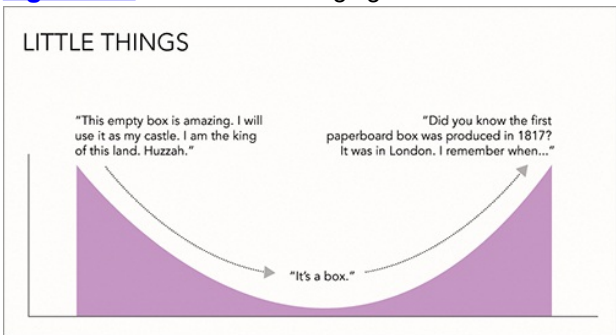 LITTLE THINGS
"This empty box is amazing. I will
use it as my castle. I am the king
of this land. Huzzah."
"Did you know the first
paperboard box was produced in 1817?
It was in London. I remember when..."
"It's a box."